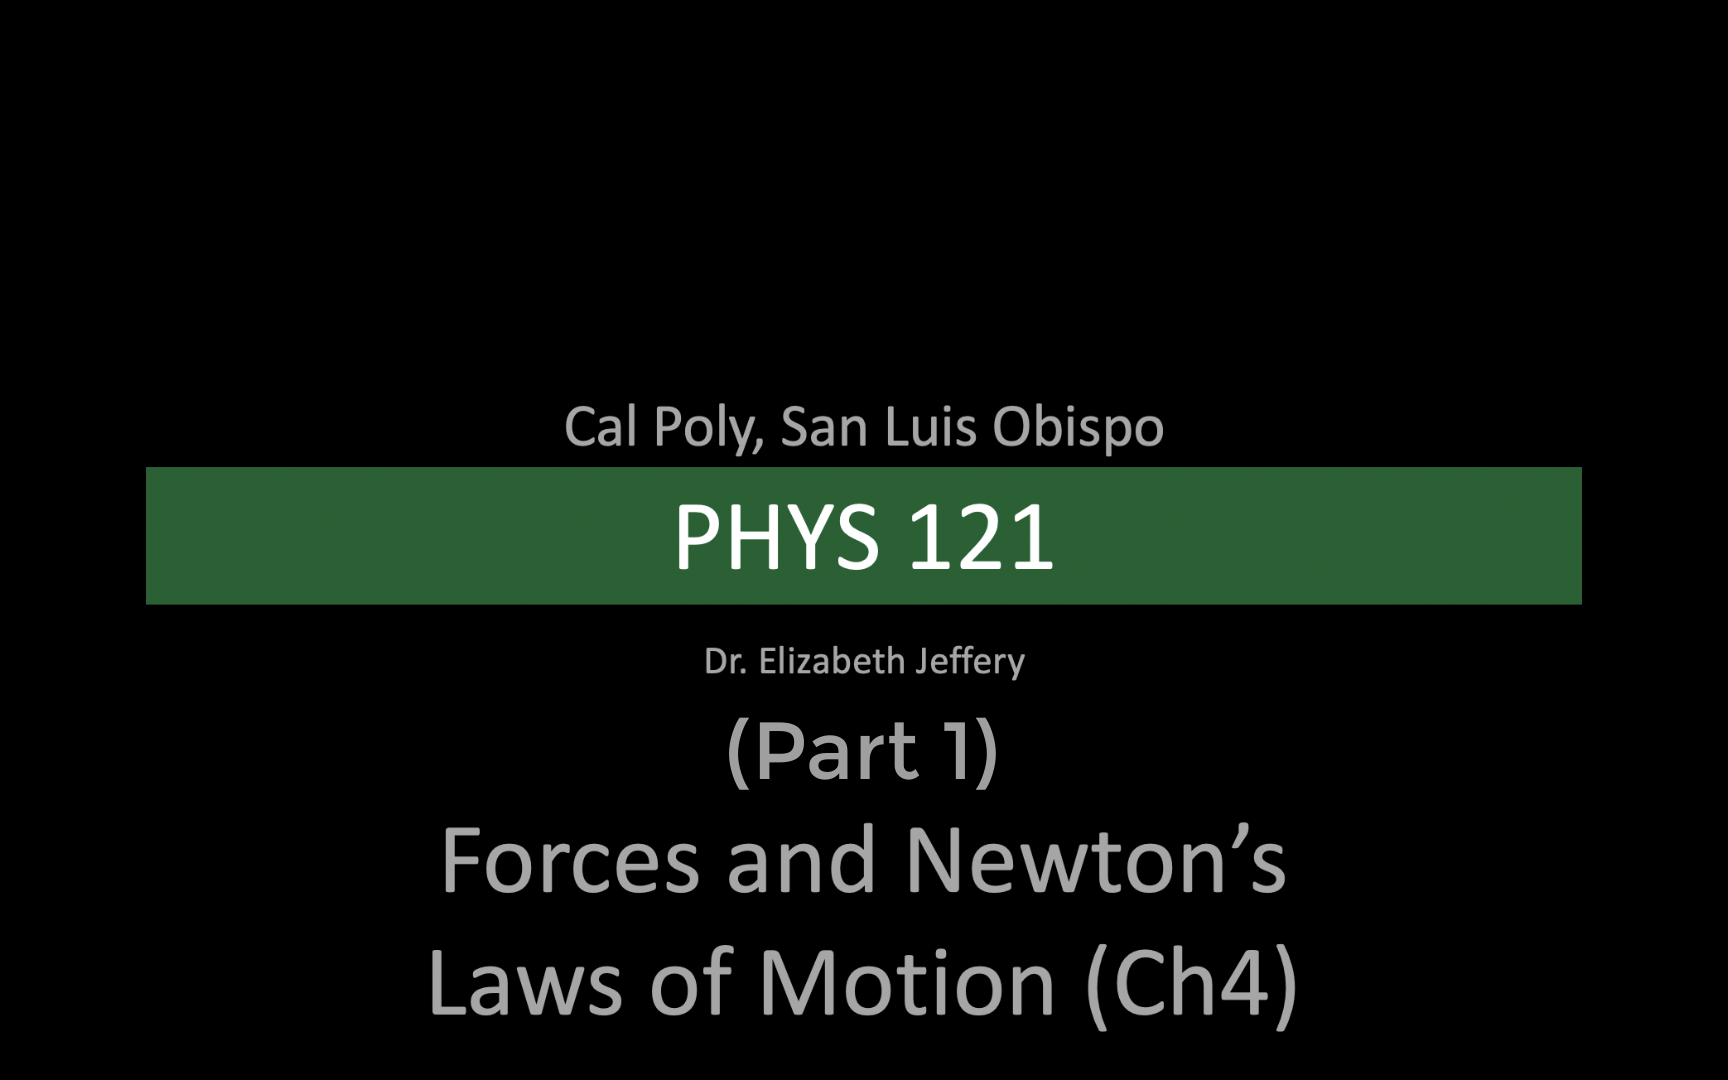 Cal Poly, San Luis Obispo
PHYS 121
Dr. Elizabeth Jeffery
(Part 1)
Forces and Newton’s
Laws of Motion (Ch4)